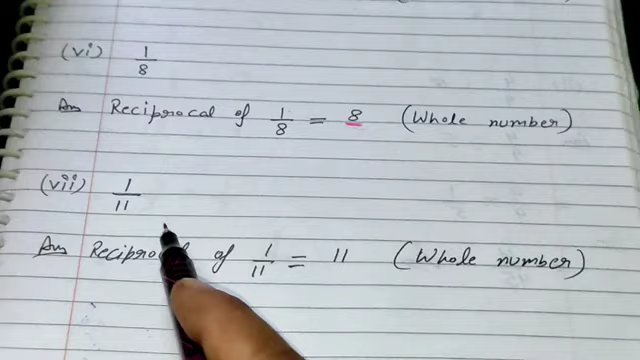 (vi) 1/8
Ans Reciprocal of 1/8 = 8 (Whole number)
(vii) 1/11
Ans Reciprocal of 1/11 = 11 (Whole number)